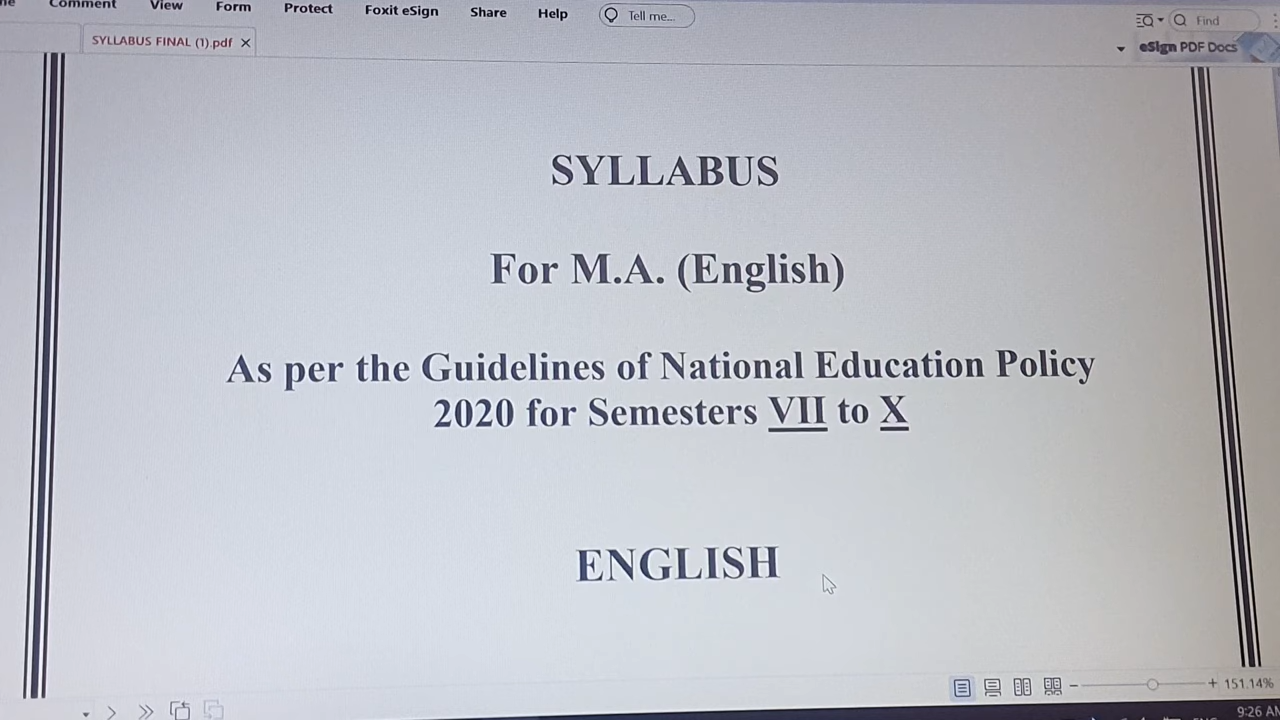 Comment View Form Protect Foxit eSign Share Help Tell me... Find
SYLLABUS FINAL (1).pdf
eSign PDF Docs
SYLLABUS
For M.A. (English)
As per the Guidelines of National Education Policy
2020 for Semesters VII to X
ENGLISH
151.14%
9:26 AM